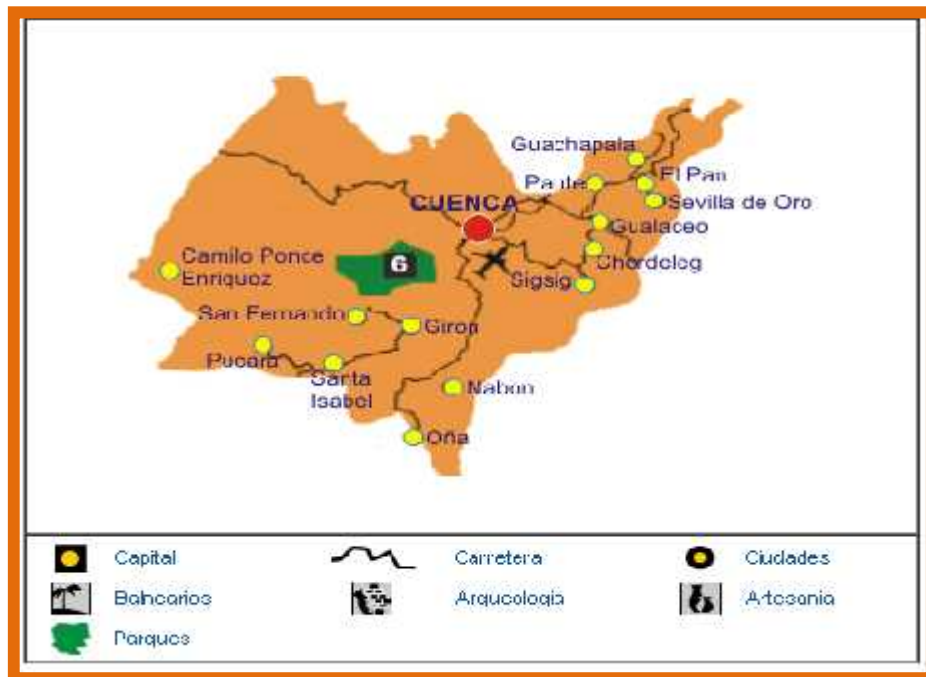 Guachapala
Paute
El Pan
CUENCA
Sevilla de Oro
Gualaceo
Chordeleg
Camilo Ponce
Enriquez
6
Sigsig
San Fernando
Giron
Pucara
Santa
Isabel
Nabon
Oña
Capital
Carretera
Ciudades
Balnearios
Arqueologia
Artesania
Parques